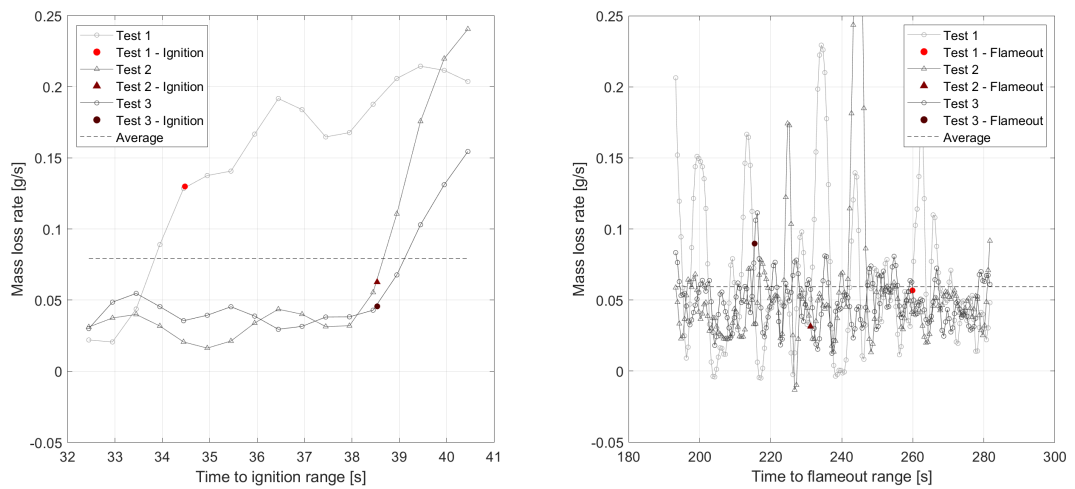 0.25
0.2
0.15
0.1
0.05
0
-0.05
Mass loss rate [g/s]
32 33 34 35 36 37 38 39 40 41
Time to ignition range [s]
Test 1
Test 1 - Ignition
Test 2
Test 2 - Ignition
Test 3
Test 3 - Ignition
Average
0.25
0.2
0.15
0.1
0.05
0
-0.05
Mass loss rate [g/s]
180 200 220 240 260 280 300
Time to flameout range [s]
Test 1
Test 1 - Flameout
Test 2
Test 2 - Flameout
Test 3
Test 3 - Flameout
Average